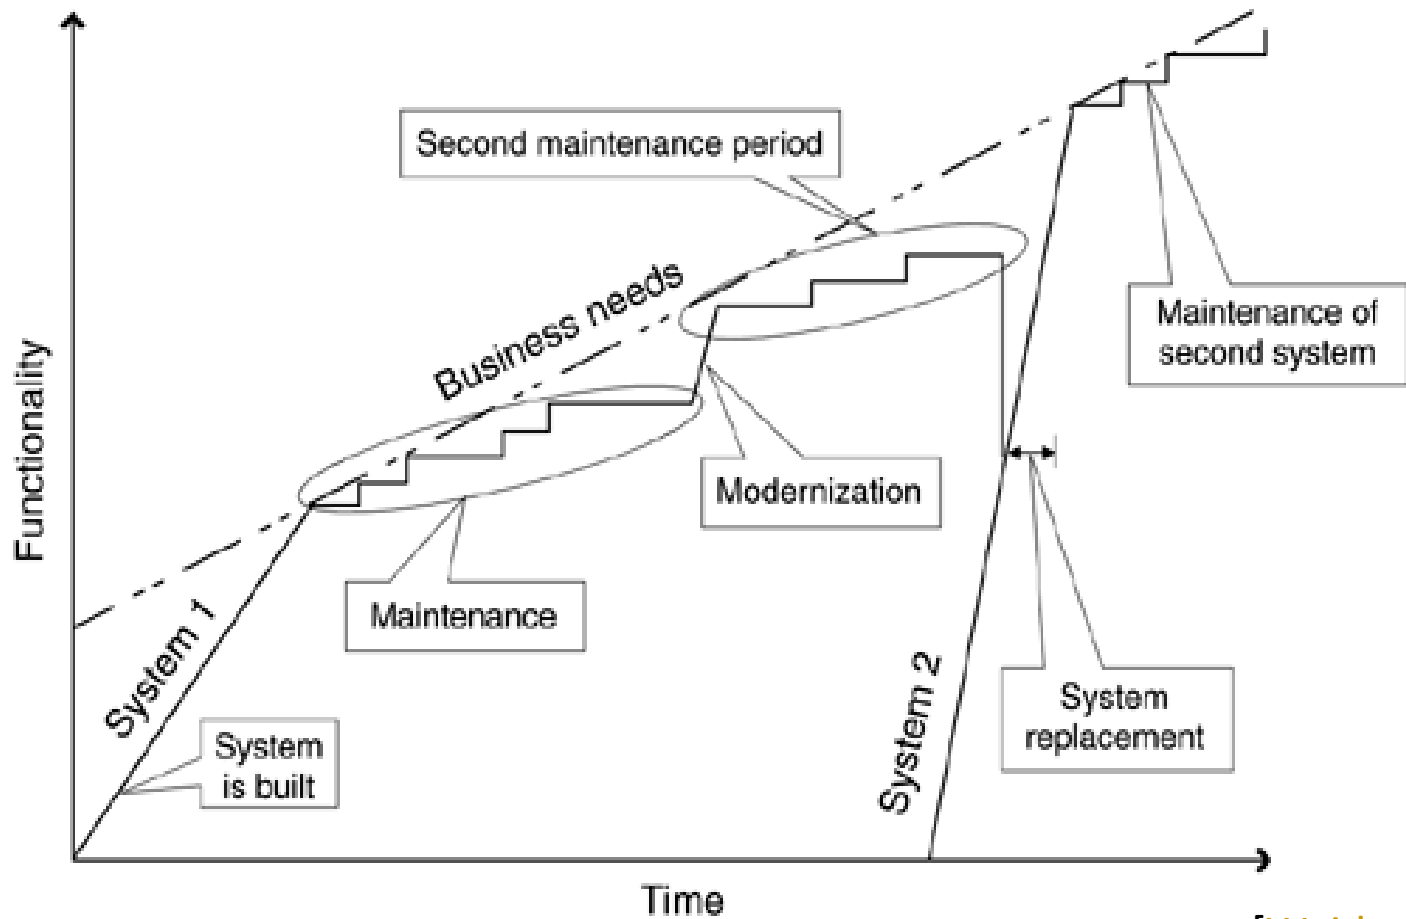 Second maintenance period
Business needs
Maintenance of
second system
Functionality
Modernization
Maintenance
System 1
System 2
System
replacement
System
is built
Time